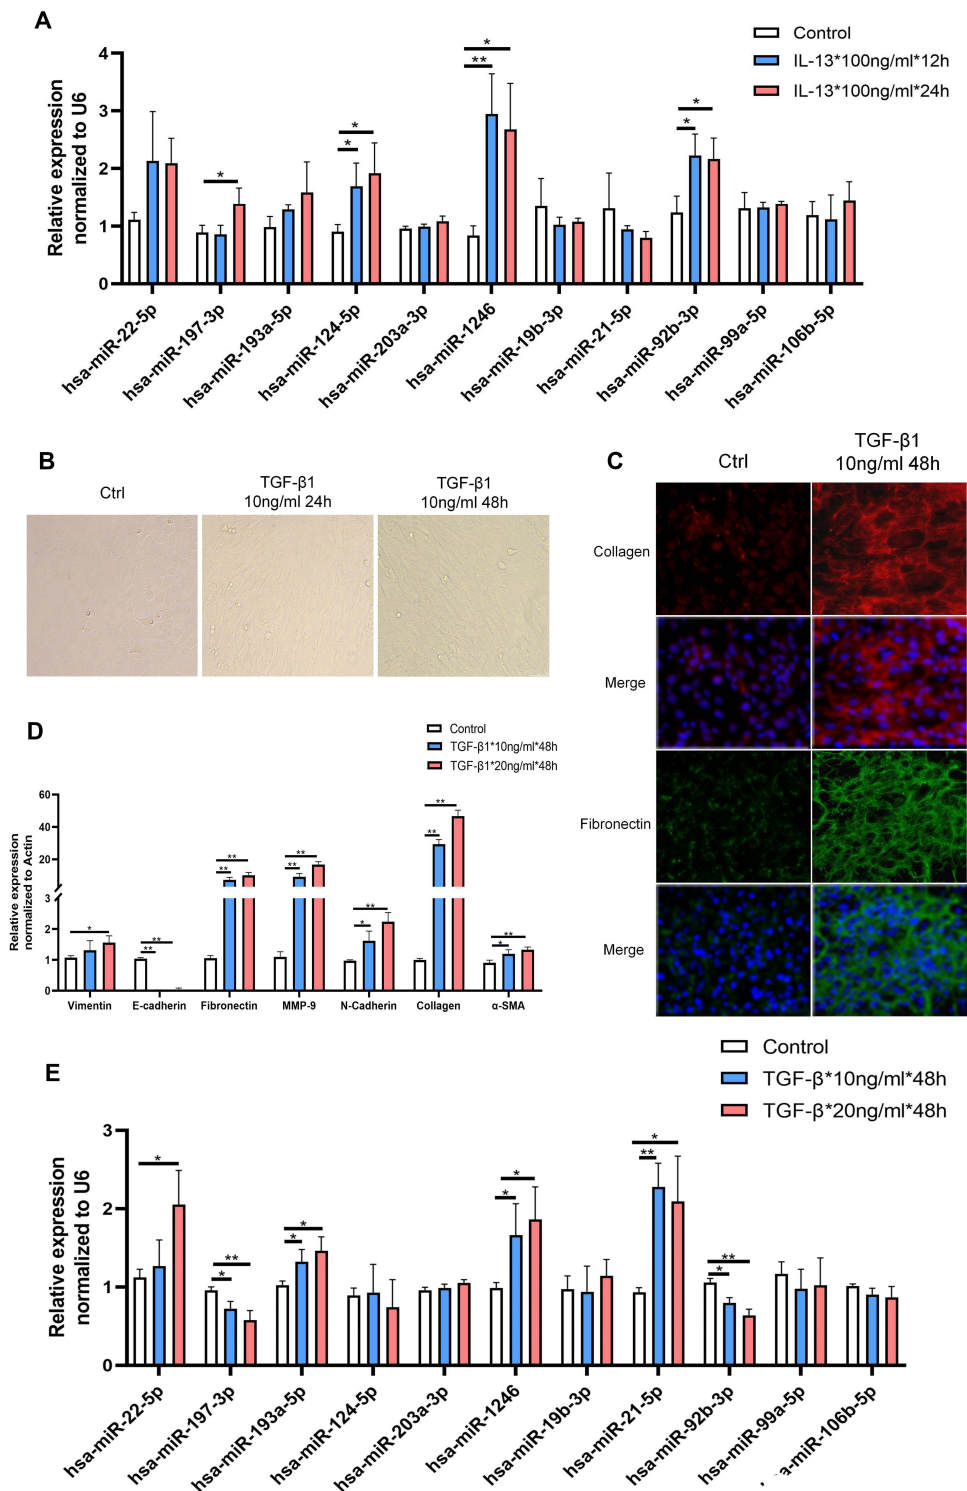 A
Control
IL-13*100ng/ml*12h
IL-13*100ng/ml*24h
Relative expression
normalized to U6
4
3
2
1
0
*
* *
** *
* *
hsa-miR-22-5p
hsa-miR-197-3p
hsa-miR-193a-5p
hsa-miR-124-5p
hsa-miR-203a-3p
hsa-miR-1246
hsa-miR-19b-3p
hsa-miR-21-5p
hsa-miR-92b-3p
hsa-miR-99a-5p
hsa-miR-106b-5p
B
Ctrl
TGF-β1
10ng/ml 24h
TGF-β1
10ng/ml 48h
C
Ctrl
TGF-β1
10ng/ml 48h
Collagen
Merge
Fibronectin
Merge
D
Control
TGF-β1*10ng/ml*48h
TGF-β1*20ng/ml*48h
Relative expression
normalized to Actin
60
40
20
3
2
1
0
*
** **
** **
** **
* **
** **
* **
Vimentin
E-cadherin
Fibronectin
MMP-9
N-Cadherin
Collagen
α-SMA
E
Control
TGF-β*10ng/ml*48h
TGF-β*20ng/ml*48h
Relative expression
normalized to U6
3
2
1
0
*
* **
* *
* *
** *
* **
hsa-miR-22-5p
hsa-miR-197-3p
hsa-miR-193a-5p
hsa-miR-124-5p
hsa-miR-203a-3p
hsa-miR-1246
hsa-miR-19b-3p
hsa-miR-21-5p
hsa-miR-92b-3p
hsa-miR-99a-5p
a-miR-106b-5p